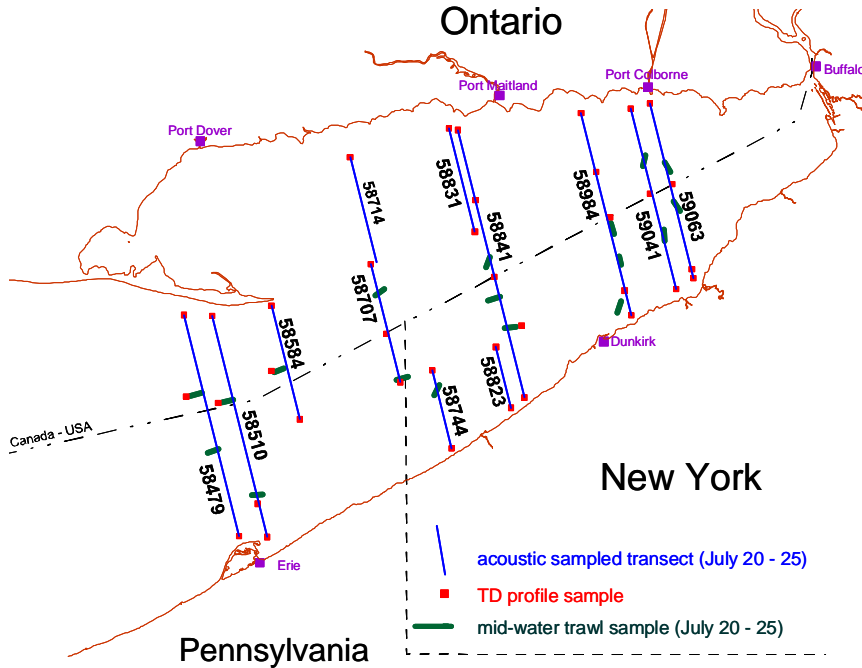 Ontario
Buffalo
Port Colborne
Port Maitland
Port Dover
58714
58831
58841
58984
59041
59063
58707
58584
58823
58744
58510
58479
Dunkirk
Canada - USA
New York
Erie
acoustic sampled transect (July 20 - 25)
TD profile sample
mid-water trawl sample (July 20 - 25)
Pennsylvania